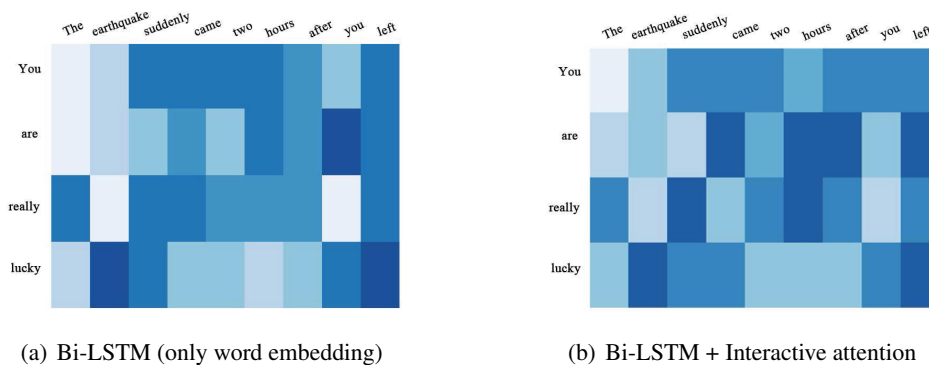 The earthquake suddenly came two hours after you left
You
are
really
lucky
(a) Bi-LSTM (only word embedding)
The earthquake suddenly came two hours after you left
You
are
really
lucky
(b) Bi-LSTM + Interactive attention